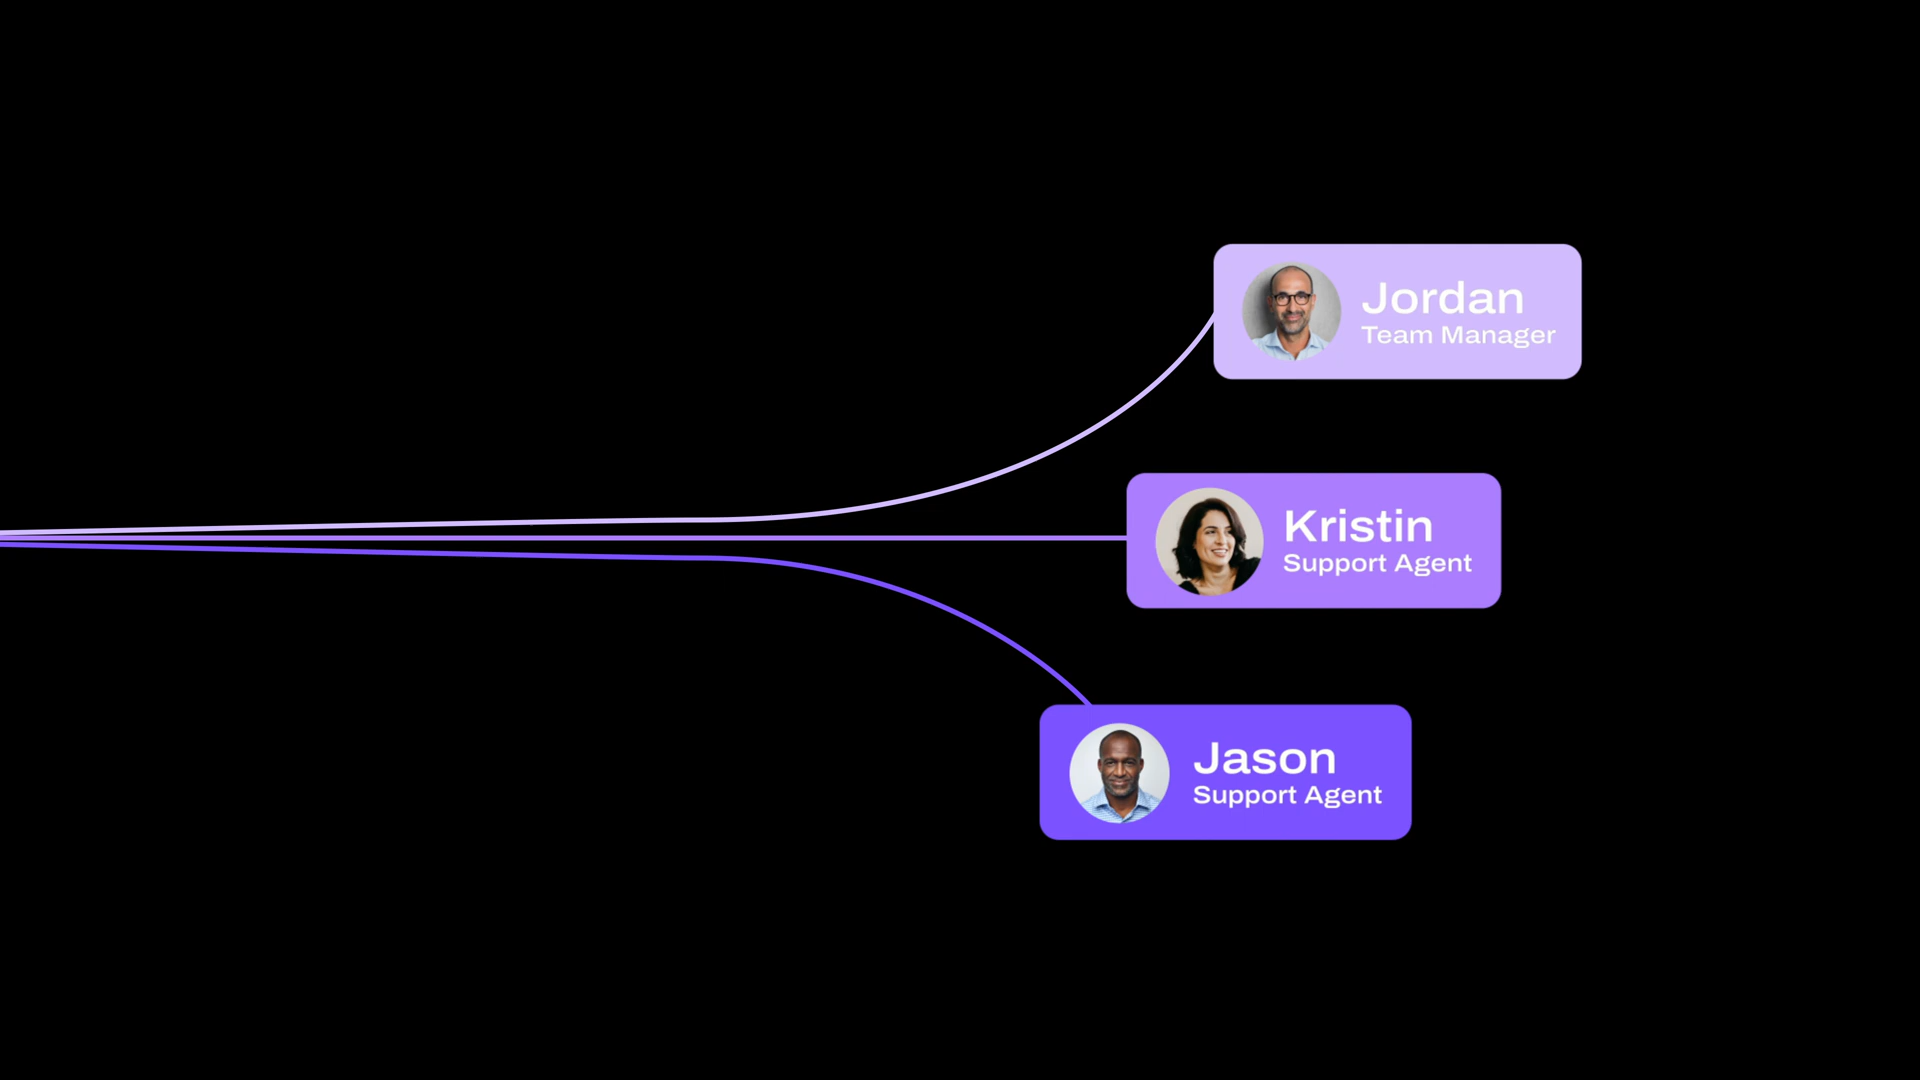 Jordan
Team Manager
Kristin
Support Agent
Jason
Support Agent